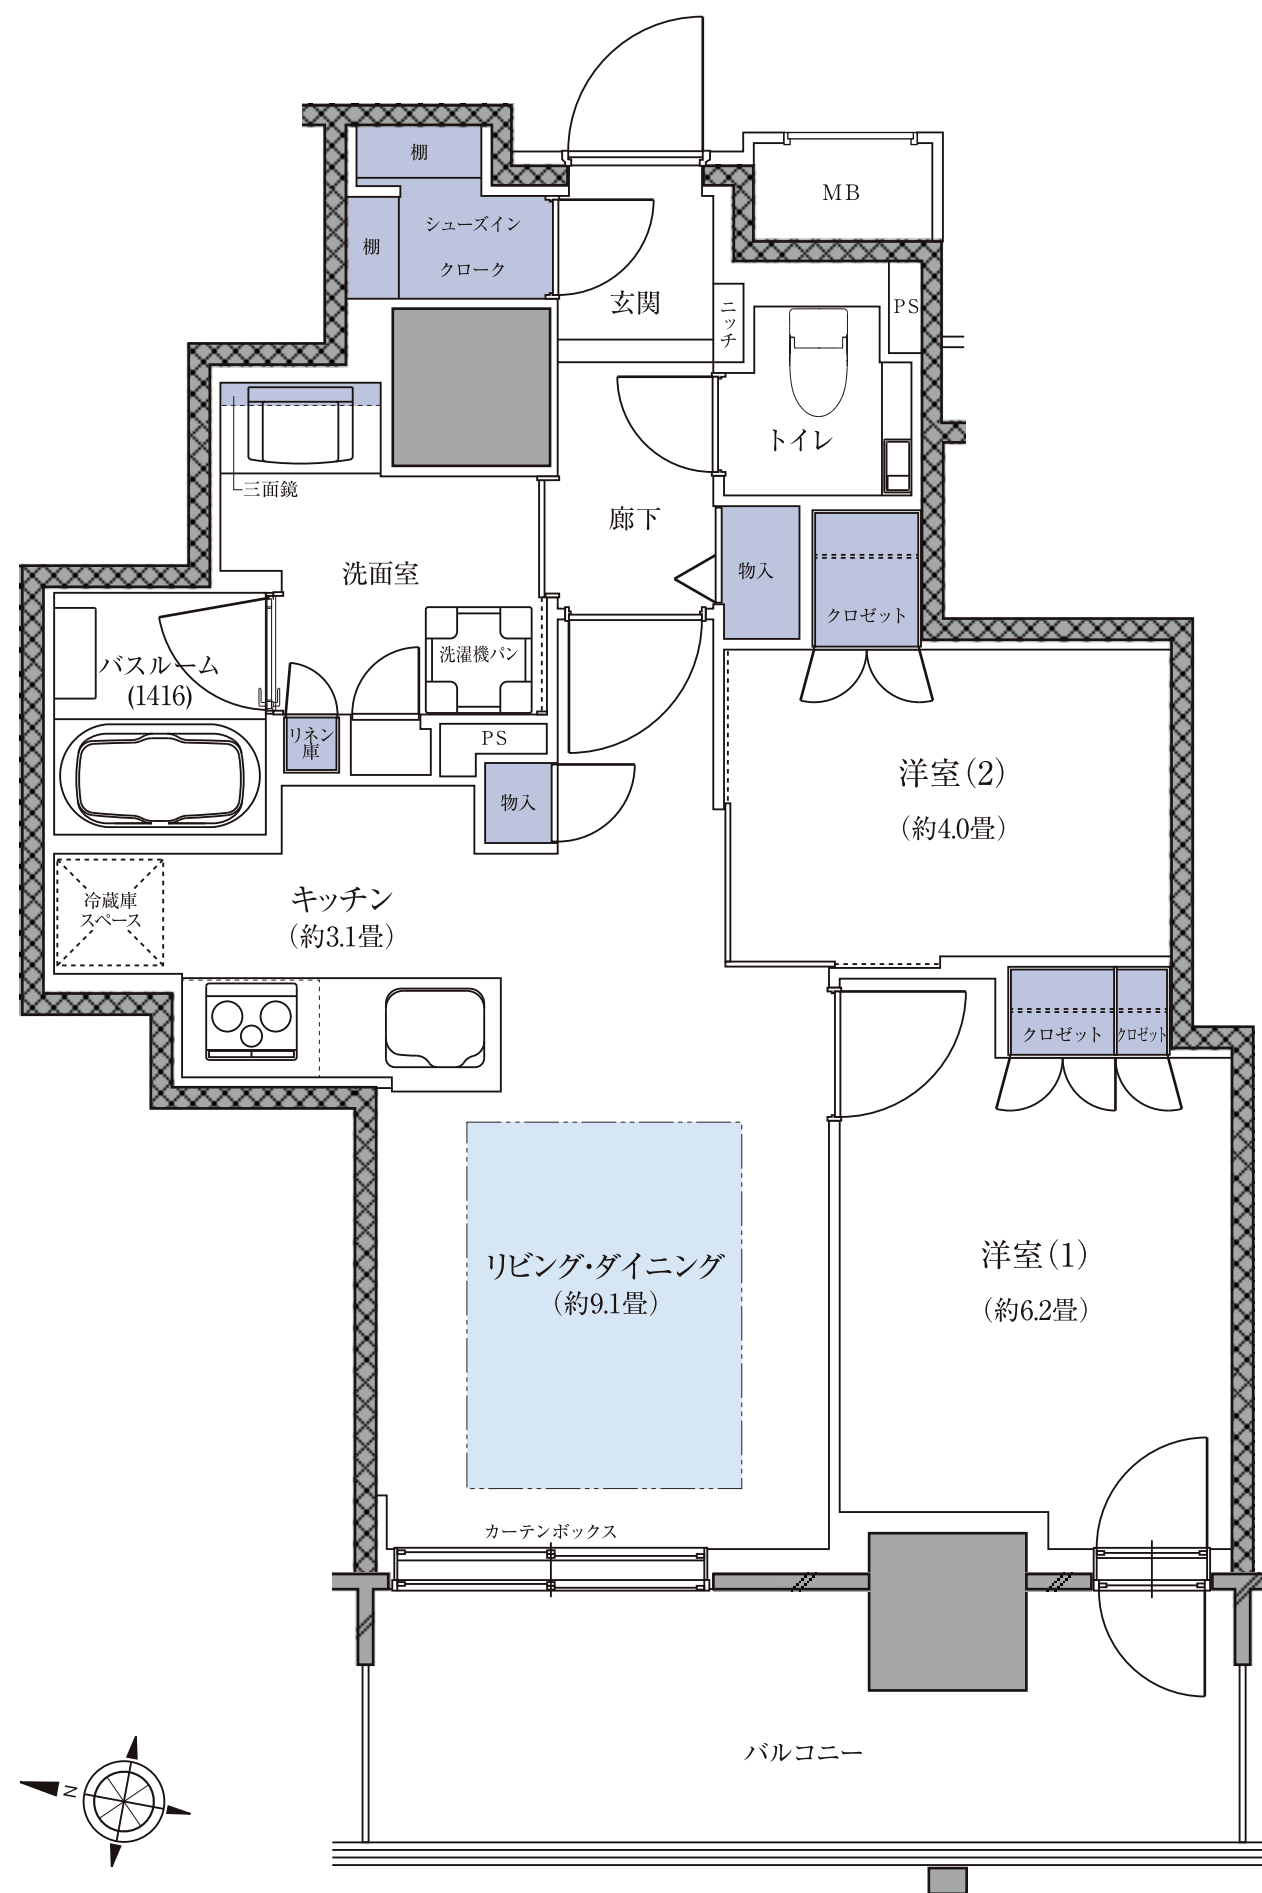 棚
MB
シューズイン
クローク
棚
玄関
ニッチ
PS
トイレ
三面鏡
廊下
洗面室
物入
クロゼット
洗濯機パン
バスルーム
(1416)
リネン
庫
PS
洋室(2)
(約4.0畳)
物入
キッチン
(約3.1畳)
冷蔵庫
スペース
クロゼット
クロゼット
リビング・ダイニング
(約9.1畳)
洋室(1)
(約6.2畳)
カーテンボックス
バルコニー
N